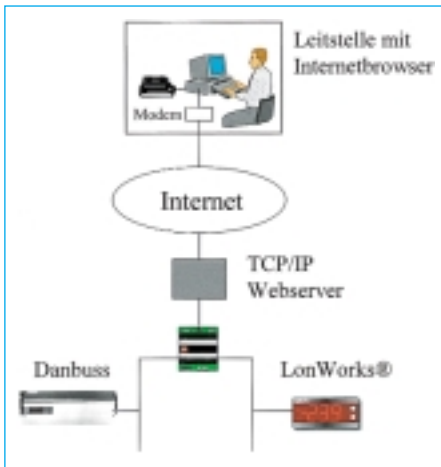 Leitstelle mit
Internetbrowser
Modem
Internet
TCP/IP
Webserver
Danbuss
LonWorks®